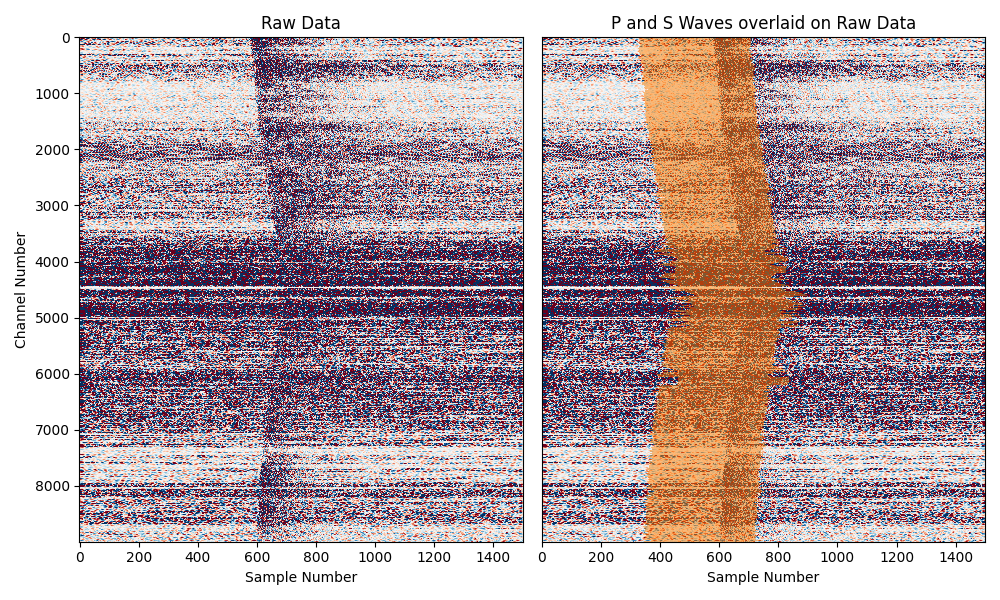 Raw Data
P and S Waves overlaid on Raw Data
Channel Number
0
1000
2000
3000
4000
5000
6000
7000
8000
0 200 400 600 800 1000 1200 1400
0 200 400 600 800 1000 1200 1400
Sample Number
Sample Number